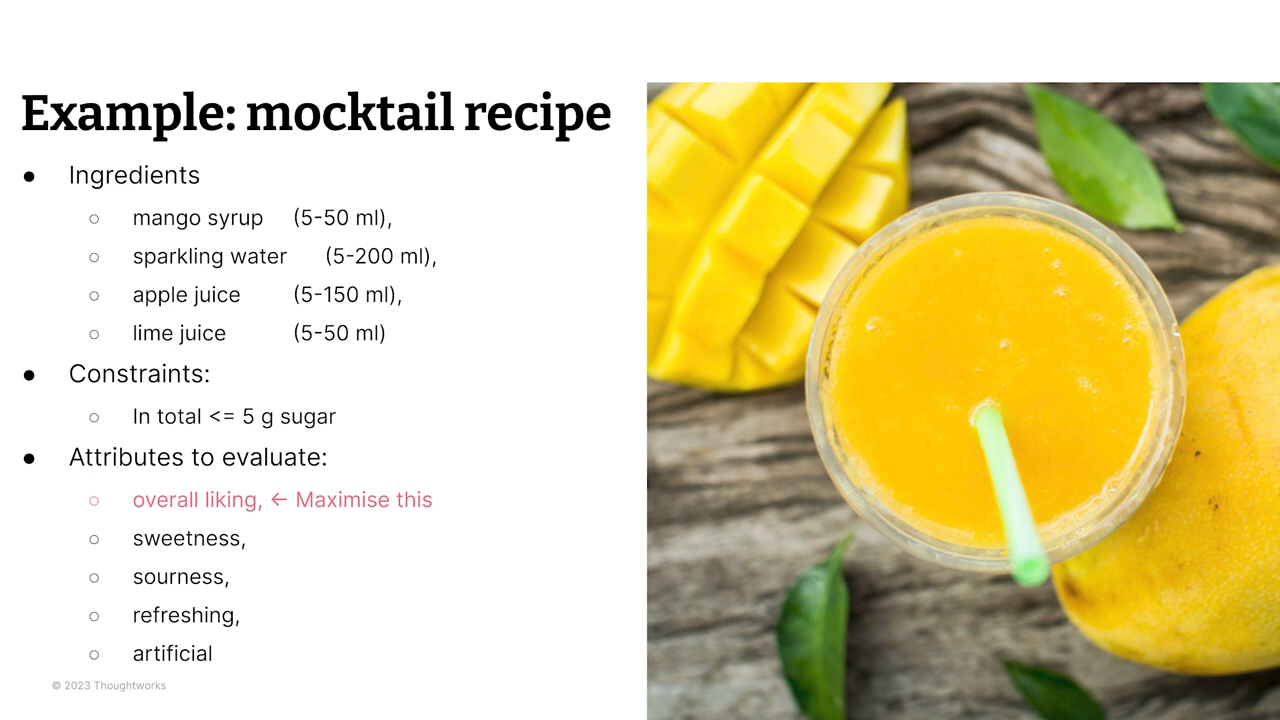 Example: mocktail recipe
● Ingredients
○ mango syrup (5-50 ml),
○ sparkling water (5-200 ml),
○ apple juice (5-150 ml),
○ lime juice (5-50 ml)
● Constraints:
○ In total <= 5 g sugar
● Attributes to evaluate:
○ overall liking, ← Maximise this
○ sweetness,
○ sourness,
○ refreshing,
○ artificial
© 2023 Thoughtworks